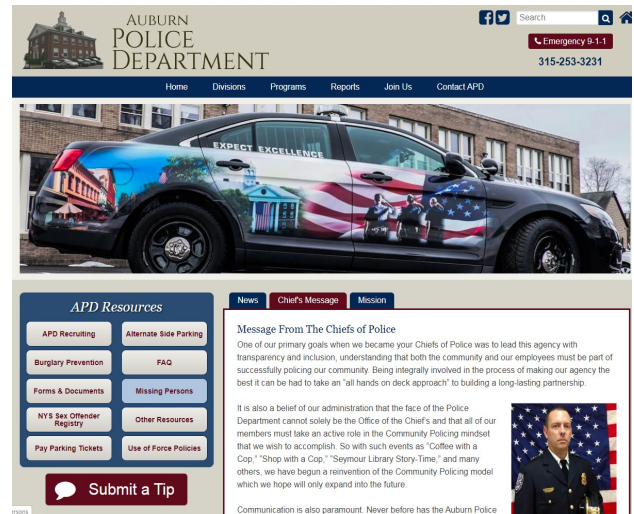 AUBURN
POLICE
DEPARTMENT
Search
Emergency 9-1-1
315-253-3231
Home Divisions Programs Reports Join Us Contact APD
EXPECT EXCELLENCE
APD Resources
APD Recruiting
Alternate Side Parking
Burglary Prevention
FAQ
Forms & Documents
Missing Persons
NYS Sex Offender
Registry
Other Resources
Pay Parking Tickets
Use of Force Policies
Submit a Tip
News Chief's Message Mission
Message From The Chiefs of Police
One of our primary goals when we became your Chiefs of Police was to lead this agency with
transparency and inclusion, understanding that both the community and our employees must be part of
successfully policing our community. Being integrally involved in the process of making our agency the
best it can be had to take an "all hands on deck approach" to building a long-lasting partnership.
It is also a belief of our administration that the face of the Police
Department cannot solely be the Office of the Chief's and that all of our
members must take an active role in the Community Policing mindset
that we wish to accomplish. So with such events as "Coffee with a
Cop," "Shop with a Cop," "Seymour Library Story-Time," and many
others, we have begun a reinvention of the Community Policing model
which we hope will only expand into the future.
Communication is also paramount. Never before has the Auburn Police